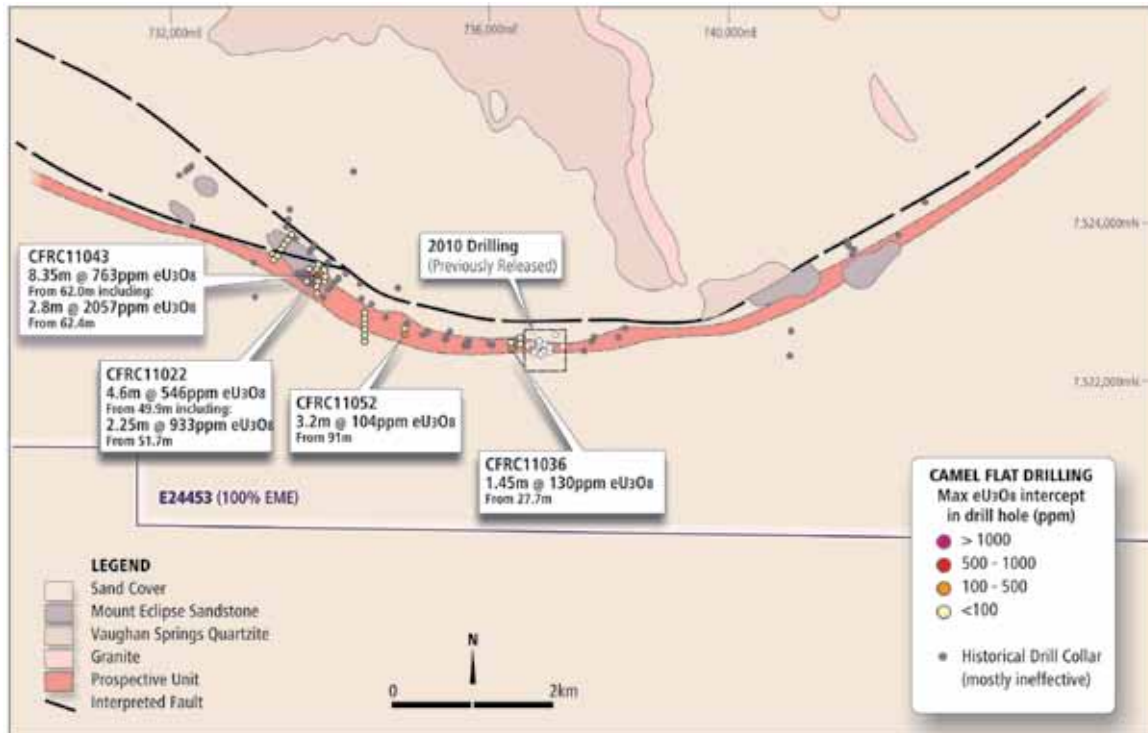 732,000mE
736,000mE
740,000mE
7,524,000mN
7,522,000mN
CFRC11043
8.35m @ 763ppm eU3O8
From 62.0m including:
2.8m @ 2057ppm eU3O8
From 62.4m
2010 Drilling
(Previously Released)
CFRC11022
4.6m @ 546ppm eU3O8
From 49.9m including:
2.25m @ 933ppm eU3O8
From 51.7m
CFRC11052
3.2m @ 104ppm eU3O8
From 91m
CFRC11036
1.45m @ 130ppm eU3O8
From 27.7m
E24453 (100% EME)
LEGEND
Sand Cover
Mount Eclipse Sandstone
Vaughan Springs Quartzite
Granite
Prospective Unit
Interpreted Fault
N
0 2km
CAMEL FLAT DRILLING
Max eU3O8 intercept
in drill hole (ppm)
> 1000
500 - 1000
100 - 500
<100
Historical Drill Collar
(mostly ineffective)